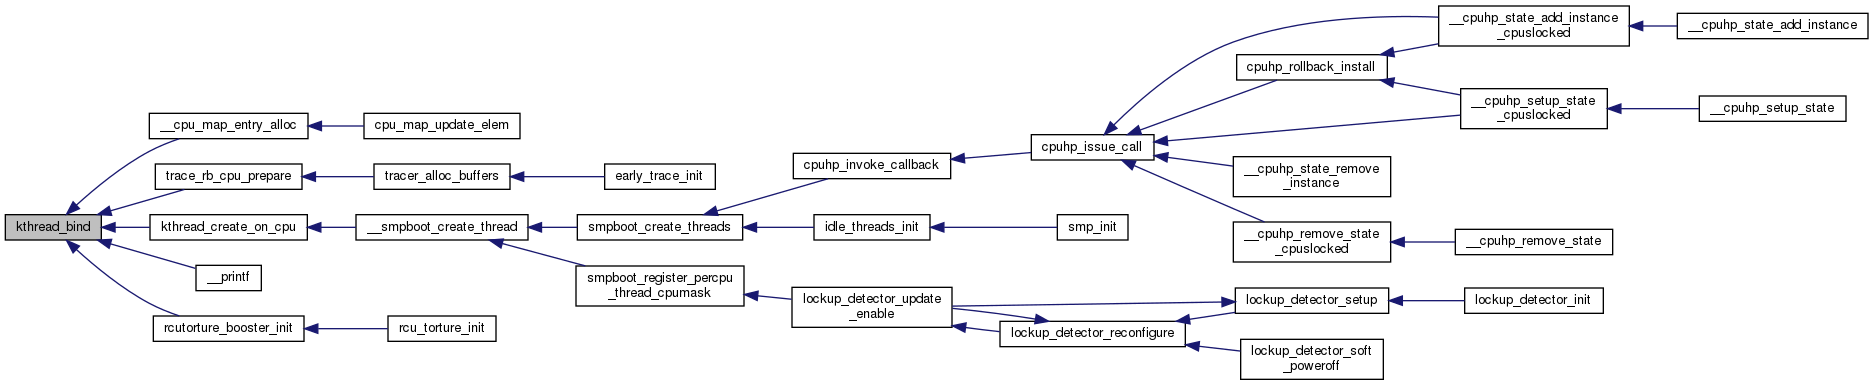 kthread_bind
__cpu_map_entry_alloc
cpu_map_update_elem
trace_rb_cpu_prepare
tracer_alloc_buffers
early_trace_init
kthread_create_on_cpu
__smpboot_create_thread
smpboot_create_threads
cpuhp_invoke_callback
cpuhp_issue_call
__cpuhp_state_add_instance
_cpuslocked
__cpuhp_state_add_instance
cpuhp_rollback_install
__cpuhp_setup_state
_cpuslocked
__cpuhp_setup_state
__cpuhp_state_remove
_instance
__cpuhp_remove_state
_cpuslocked
__cpuhp_remove_state
idle_threads_init
smp_init
smpboot_register_percpu
_thread_cpumask
lockup_detector_update
_enable
lockup_detector_setup
lockup_detector_init
lockup_detector_reconfigure
lockup_detector_soft
_poweroff
__printf
rcutorture_booster_init
rcu_torture_init